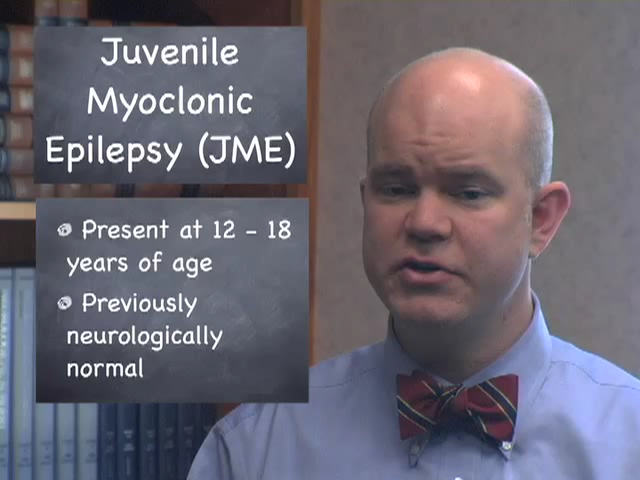 Juvenile
Myoclonic
Epilepsy (JME)
Present at 12 - 18
years of age
Previously
neurologically
normal